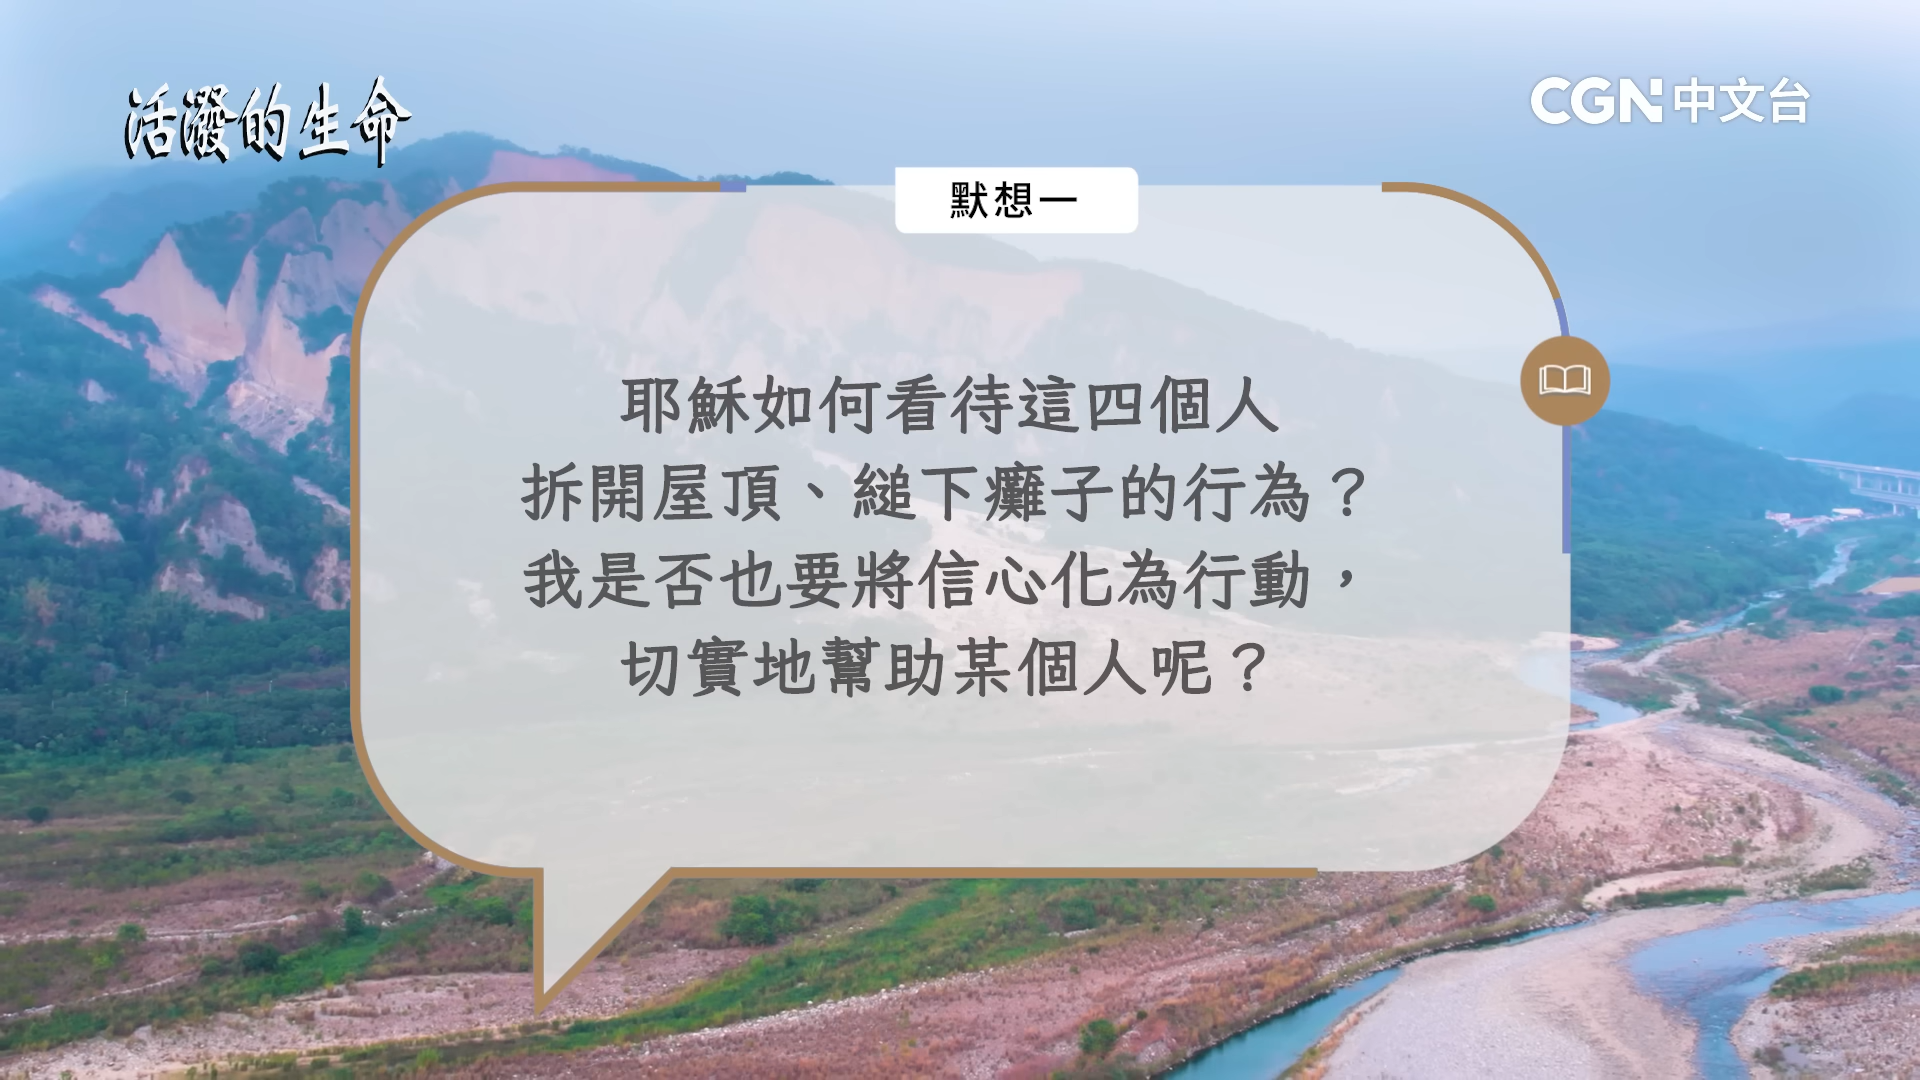 活潑的生命
CGN中文台
默想一
耶穌如何看待這四個人
拆開屋頂、縋下癱子的行為？
我是否也要將信心化為行動，
切實地幫助某個人呢？